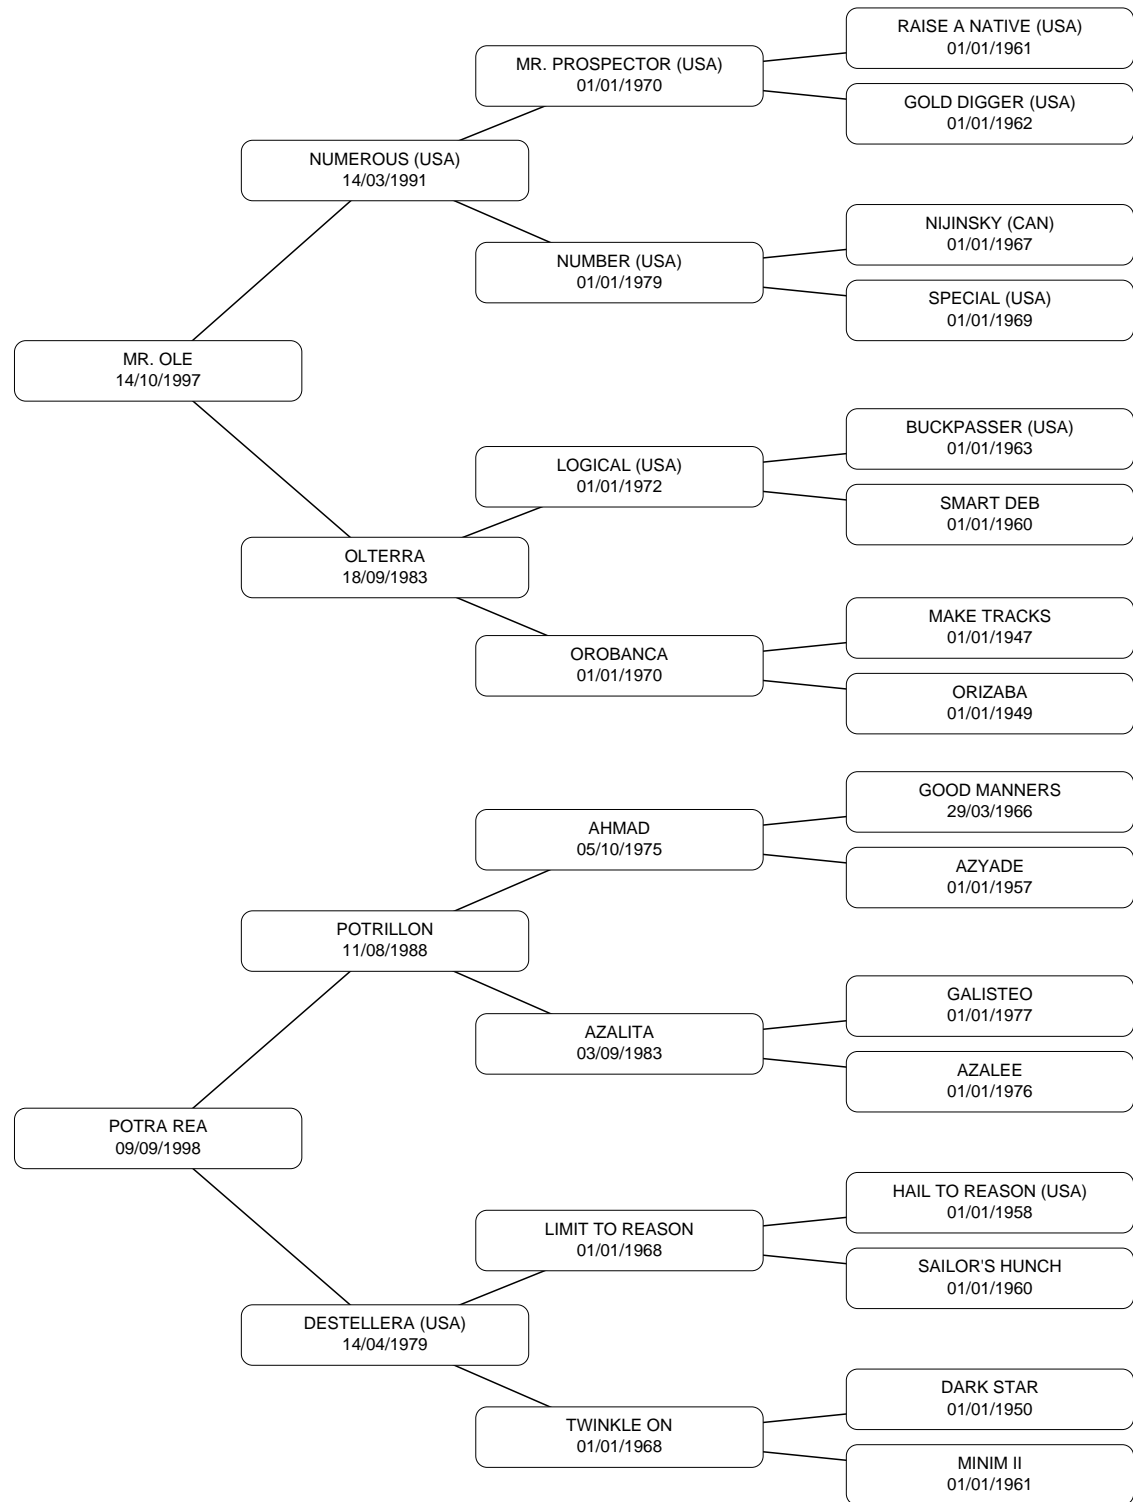 RAISE A NATIVE (USA)
01/01/1961
MR. PROSPECTOR (USA)
01/01/1970
GOLD DIGGER (USA)
01/01/1962
NUMEROUS (USA)
14/03/1991
NIJINSKY (CAN)
01/01/1967
NUMBER (USA)
01/01/1979
SPECIAL (USA)
01/01/1969
MR. OLE
14/10/1997
BUCKPASSER (USA)
01/01/1963
LOGICAL (USA)
01/01/1972
SMART DEB
01/01/1960
OLTERRA
18/09/1983
MAKE TRACKS
01/01/1947
OROBANCA
01/01/1970
ORIZABA
01/01/1949
GOOD MANNERS
29/03/1966
AHMAD
05/10/1975
AZYADE
01/01/1957
POTRILLON
11/08/1988
GALISTEO
01/01/1977
AZALITA
03/09/1983
AZALEE
01/01/1976
POTRA REA
09/09/1998
HAIL TO REASON (USA)
01/01/1958
LIMIT TO REASON
01/01/1968
SAILOR'S HUNCH
01/01/1960
DESTELLERA (USA)
14/04/1979
DARK STAR
01/01/1950
TWINKLE ON
01/01/1968
MINIM II
01/01/1961